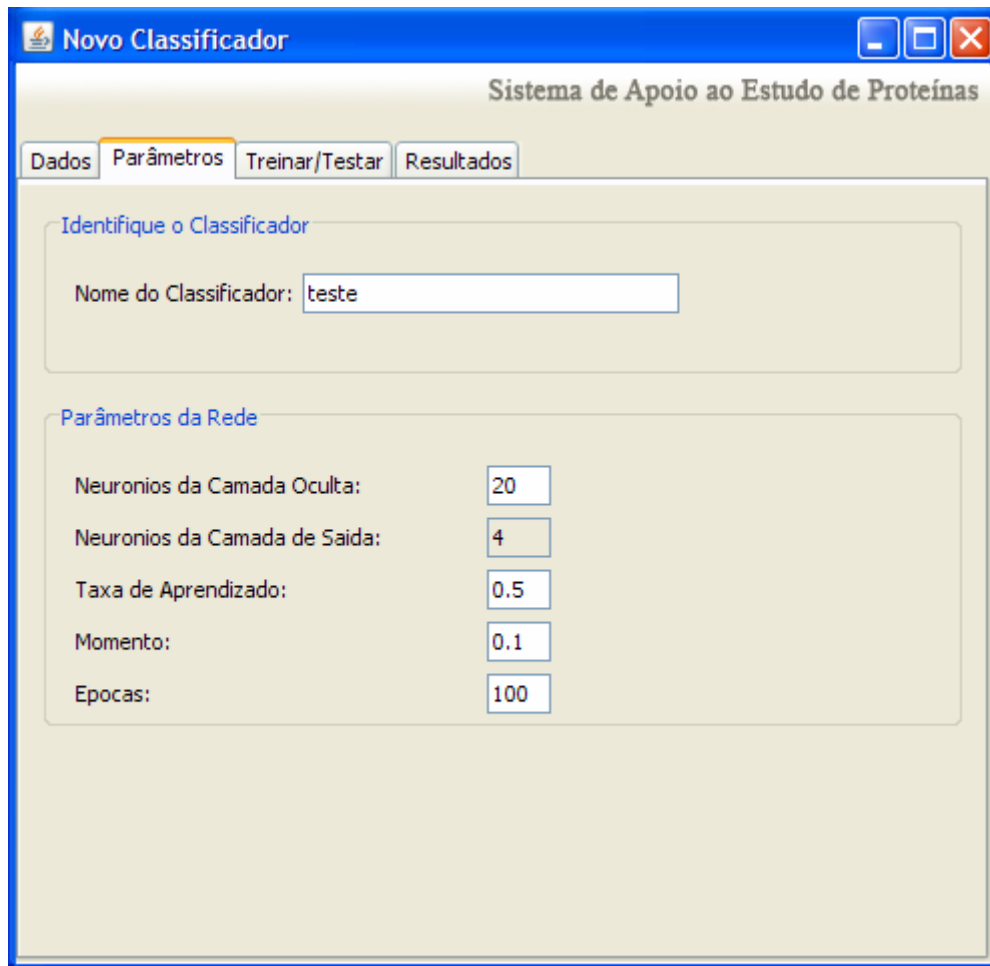 Novo Classificador
Sistema de Apoio ao Estudo de Proteínas
Dados Parâmetros Treinar/Testar Resultados
Identifique o Classificador
Nome do Classificador: teste
Parâmetros da Rede
Neuronios da Camada Oculta: 20
Neuronios da Camada de Saida: 4
Taxa de Aprendizado: 0.5
Momento: 0.1
Epocas: 100